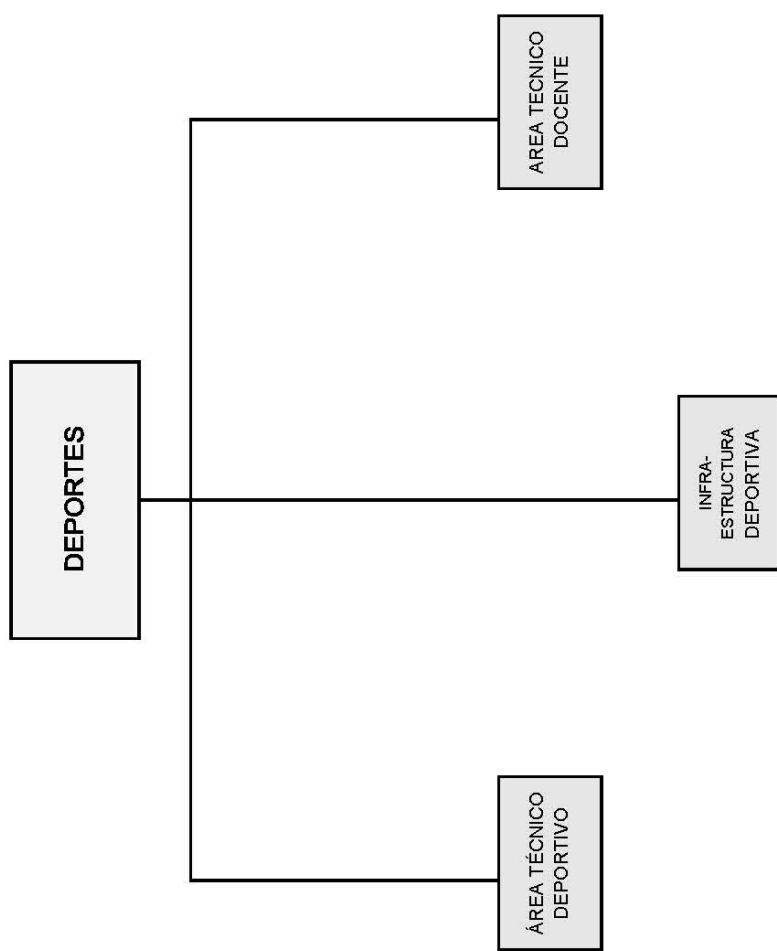 DEPORTES
ÁREA TÉCNICO
DEPORTIVO
INFRA-
ESTRUCTURA
DEPORTIVA
AREA TECNICO
DOCENTE